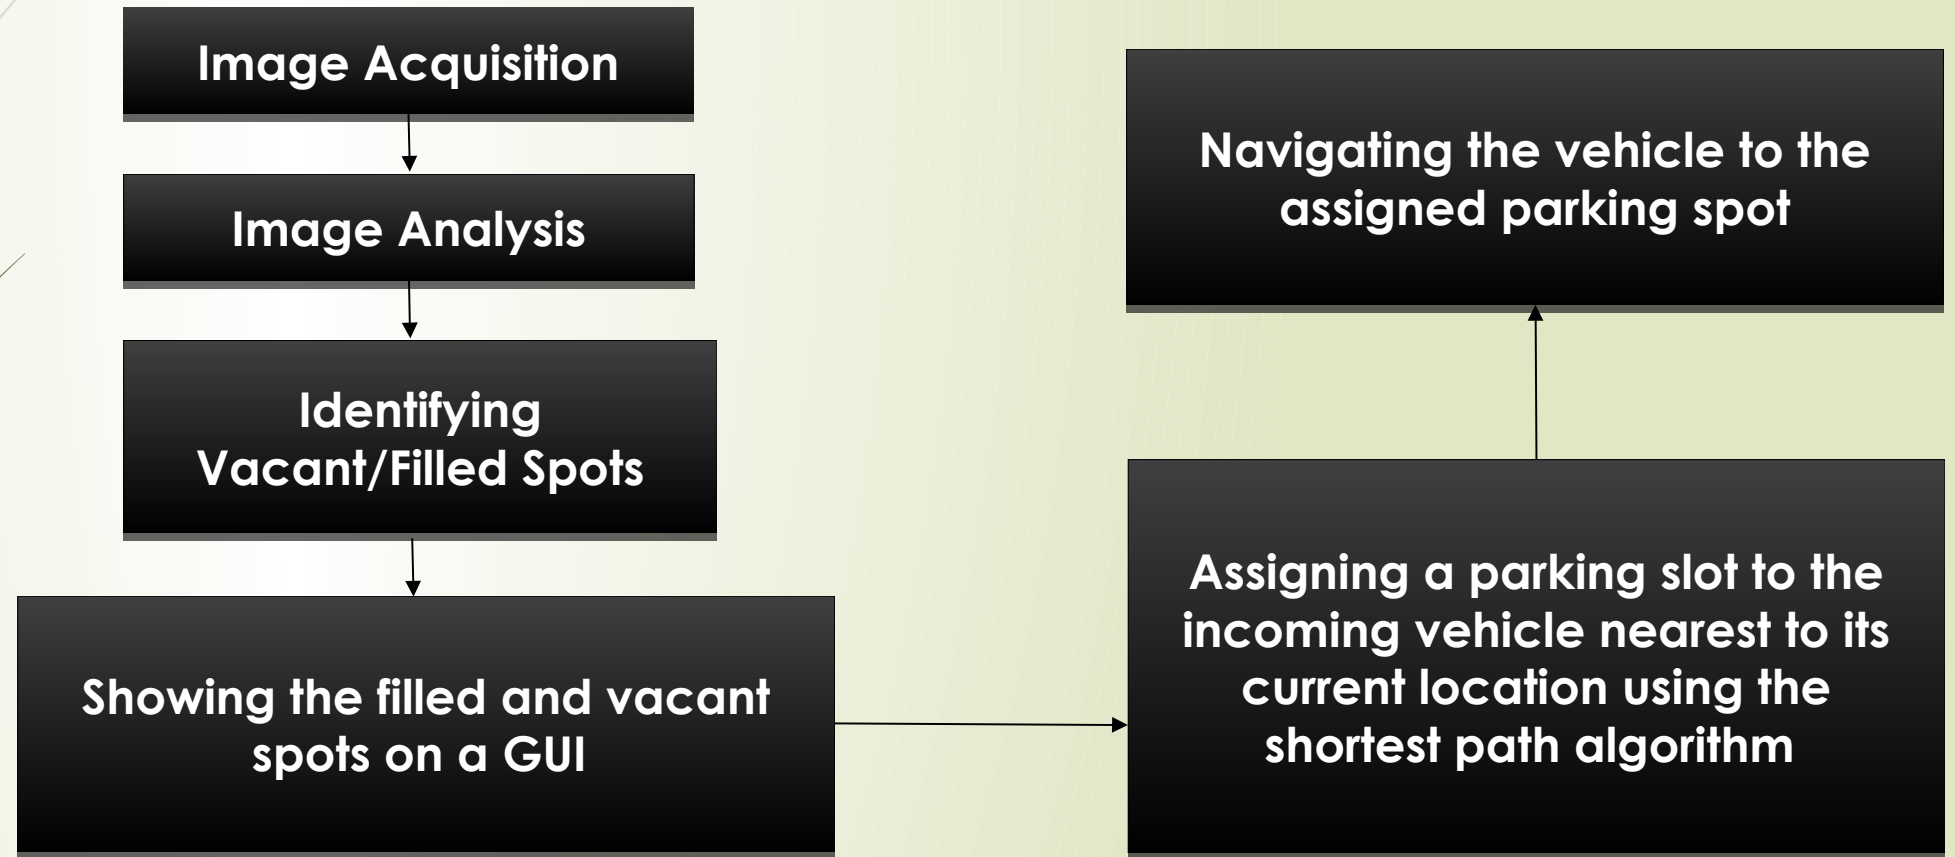 Image Acquisition
Image Analysis
Identifying
Vacant/Filled Spots
Showing the filled and vacant
spots on a GUI
Assigning a parking slot to the
incoming vehicle nearest to its
current location using the
shortest path algorithm
Navigating the vehicle to the
assigned parking spot